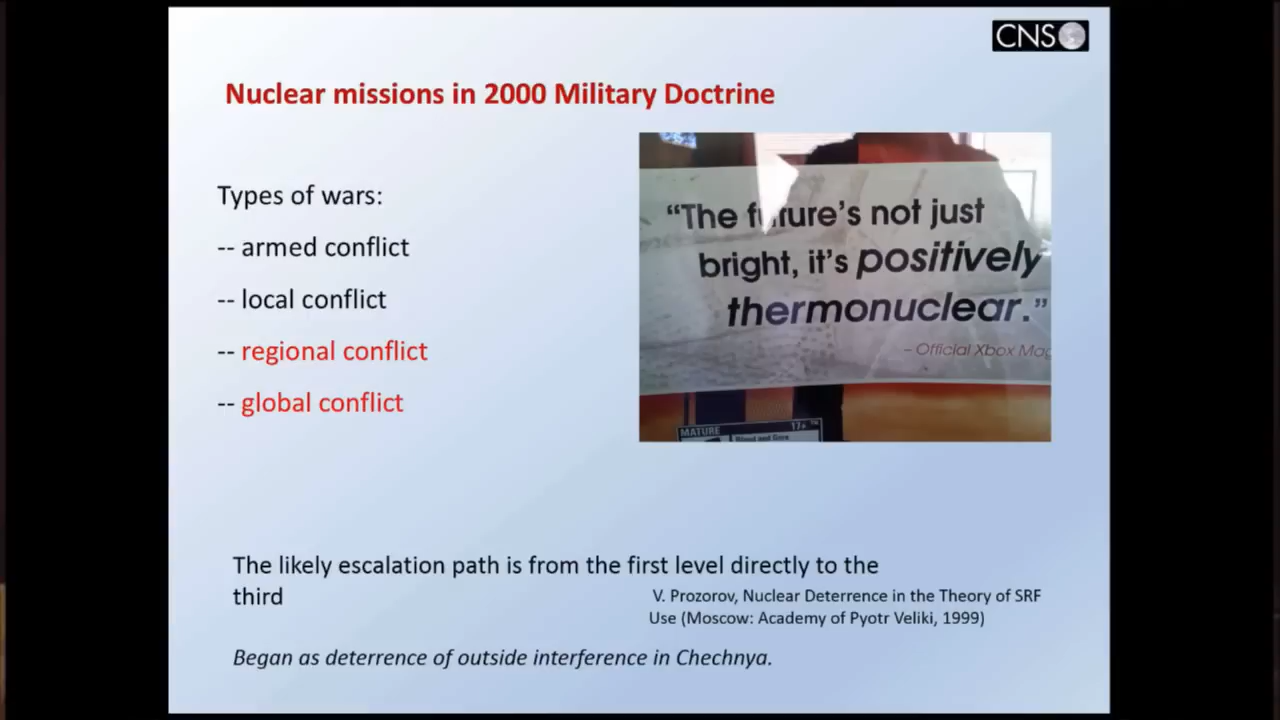 CNS
Nuclear missions in 2000 Military Doctrine
Types of wars:
-- armed conflict
-- local conflict
-- regional conflict
-- global conflict
“The future’s not just
bright, it’s positively
thermonuclear.”
– Official Xbox Mag
MATURE 17+ ™
Blood and Gore
The likely escalation path is from the first level directly to the
third
V. Prozorov, Nuclear Deterrence in the Theory of SRF
Use (Moscow: Academy of Pyotr Veliki, 1999)
Began as deterrence of outside interference in Chechnya.